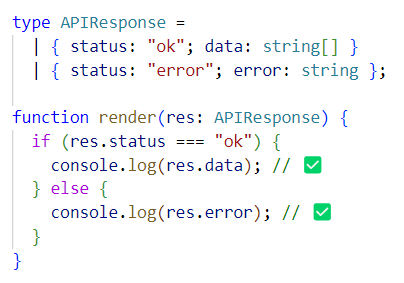 type APIResponse =
  | { status: "ok"; data: string[] }
  | { status: "error"; error: string };

function render(res: APIResponse) {
  if (res.status === "ok") {
    console.log(res.data); // ✅
  } else {
    console.log(res.error); // ✅
  }
}